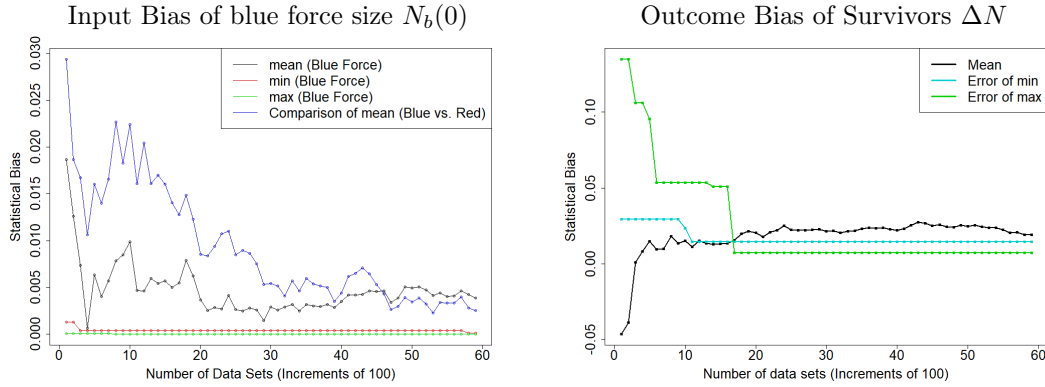 Input Bias of blue force size N_b(0)
Statistical Bias
0.000 0.005 0.010 0.015 0.020 0.025 0.030
mean (Blue Force)
min (Blue Force)
max (Blue Force)
Comparison of mean (Blue vs. Red)
0 10 20 30 40 50 60
Number of Data Sets (Increments of 100)
Outcome Bias of Survivors ΔN
Statistical Bias
-0.05 0.00 0.05 0.10
Mean
Error of min
Error of max
0 10 20 30 40 50 60
Number of data sets (Increments of 100)